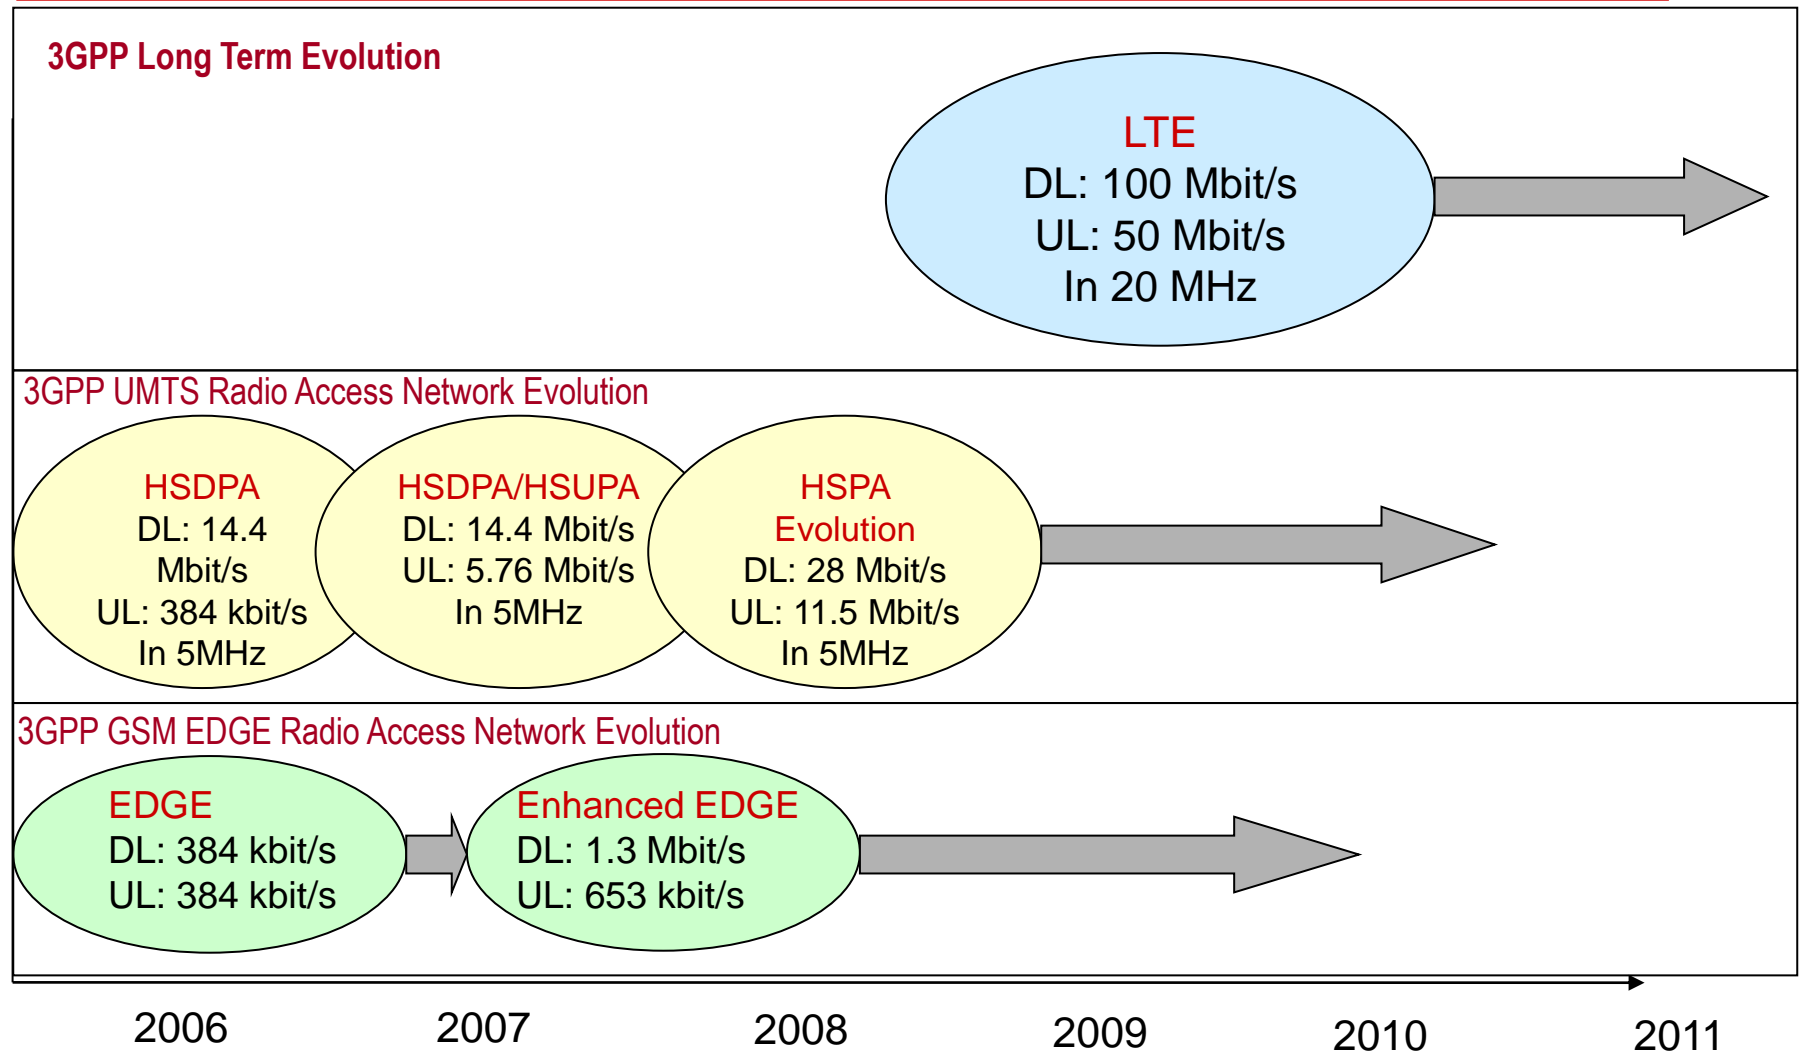 3GPP Long Term Evolution
LTE
DL: 100 Mbit/s
UL: 50 Mbit/s
In 20 MHz
3GPP UMTS Radio Access Network Evolution
HSDPA
DL: 14.4
Mbit/s
UL: 384 kbit/s
In 5MHz
HSDPA/HSUPA
DL: 14.4 Mbit/s
UL: 5.76 Mbit/s
In 5MHz
HSPA
Evolution
DL: 28 Mbit/s
UL: 11.5 Mbit/s
In 5MHz
3GPP GSM EDGE Radio Access Network Evolution
EDGE
DL: 384 kbit/s
UL: 384 kbit/s
Enhanced EDGE
DL: 1.3 Mbit/s
UL: 653 kbit/s
2006 2007 2008 2009 2010 2011